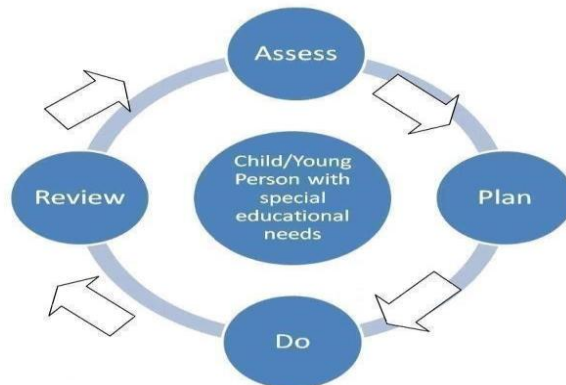 Assess
Child/Young
Person with
special
educational
needs
Review
Plan
Do